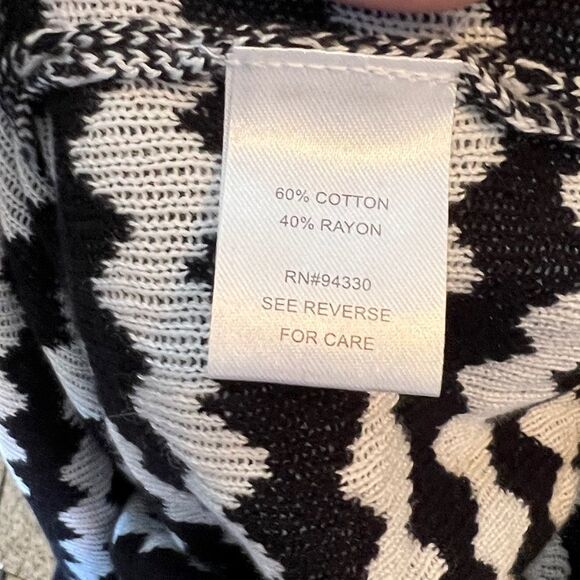 60% COTTON
40% RAYON
RN#94330
SEE REVERSE
FOR CARE